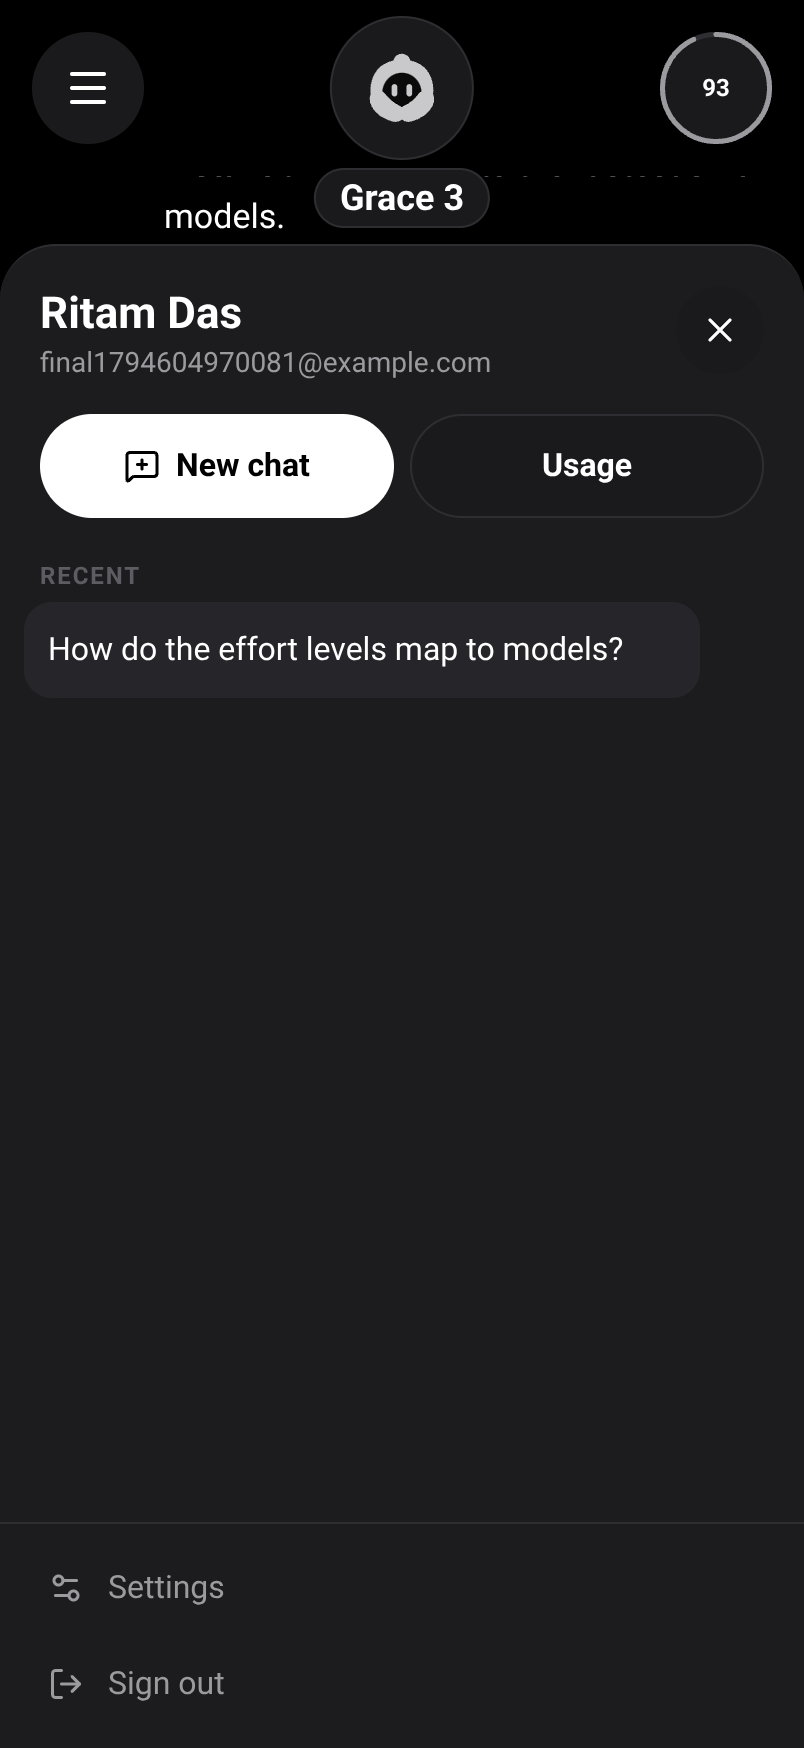 93
Grace 3
models.
Ritam Das
final1794604970081@example.com
New chat
Usage
RECENT
How do the effort levels map to models?
Settings
Sign out